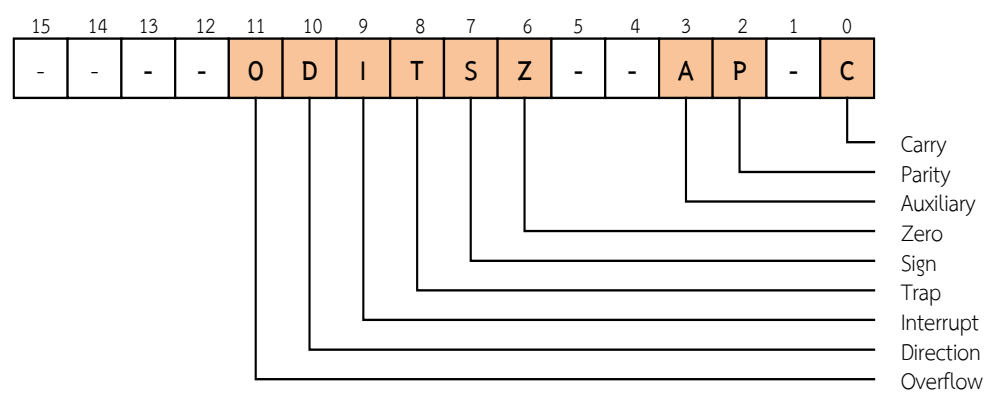 15 14 13 12 11 10 9 8 7 6 5 4 3 2 1 0
- - - - O D I T S Z - - A P - C
Carry
Parity
Auxiliary
Zero
Sign
Trap
Interrupt
Direction
Overflow